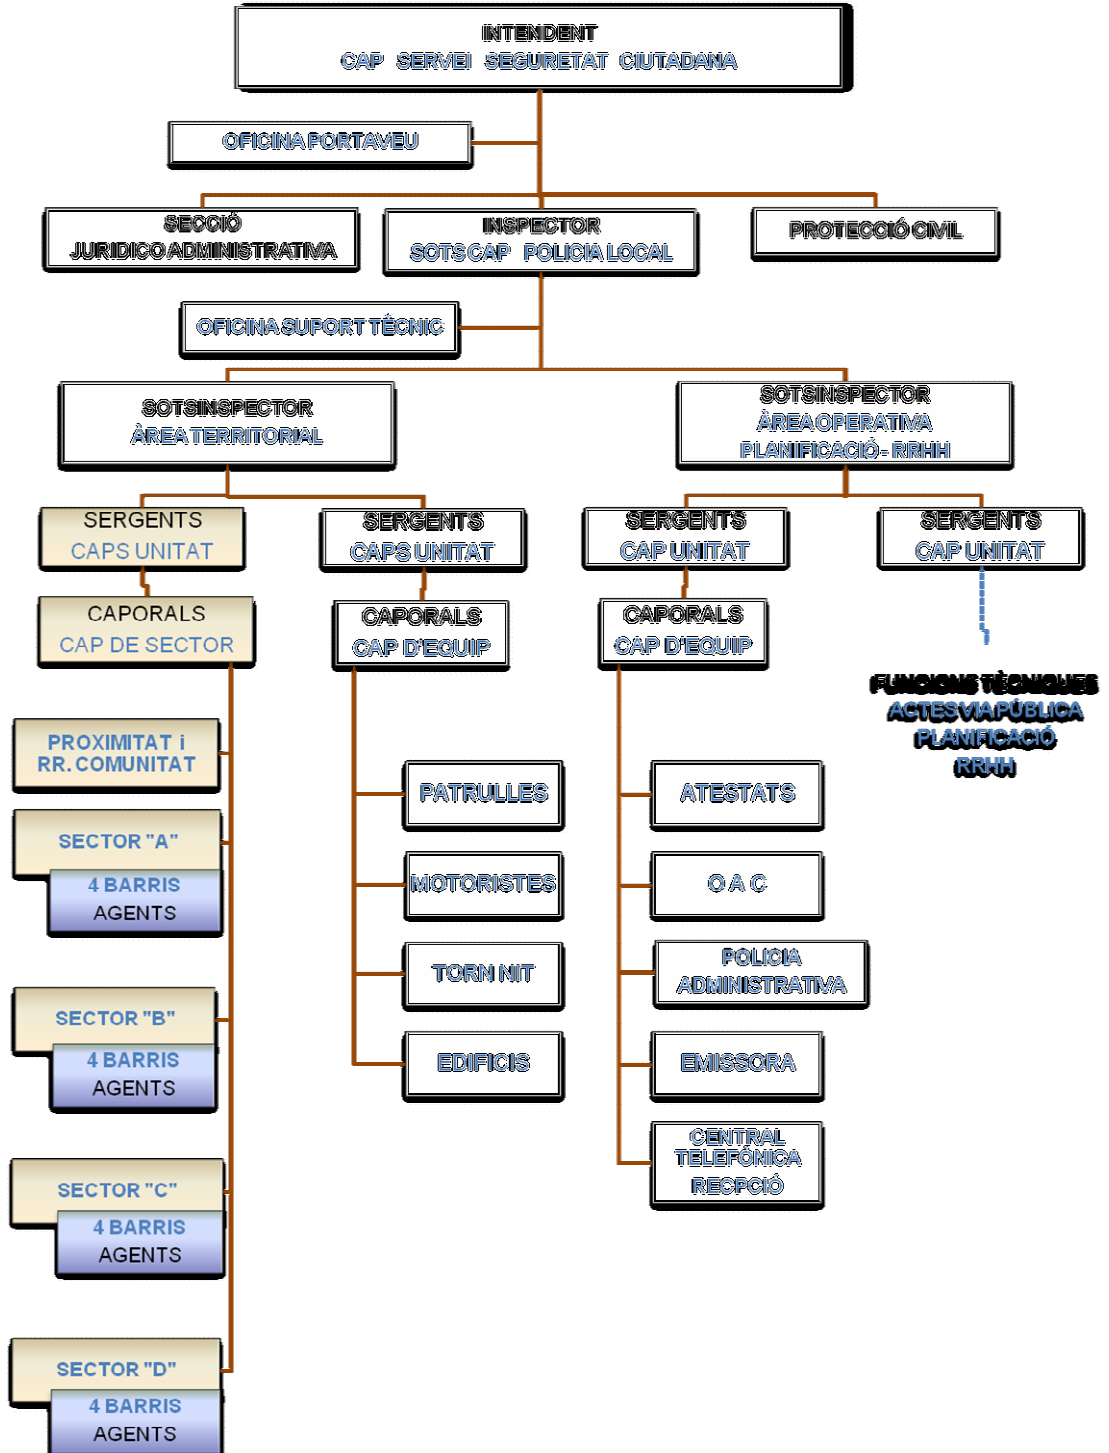 INTENDENT
CAP SERVEI SEGURETAT CIUTADANA
OFICINA PORTAVEU
SECCIÓ
JURIDICO ADMINISTRATIVA
INSPECTOR
SOTS CAP POLICIA LOCAL
PROTECCIÓ CIVIL
OFICINA SUPORT TÈCNIC
SOTSINSPECTOR
ÀREA TERRITORIAL
SOTSINSPECTOR
ÀREA OPERATIVA
PLANIFICACIÓ - RRHH
SERGENTS
CAPS UNITAT
SERGENTS
CAPS UNITAT
SERGENTS
CAP UNITAT
SERGENTS
CAP UNITAT
CAPORALS
CAP DE SECTOR
CAPORALS
CAP D'EQUIP
CAPORALS
CAP D'EQUIP
FUNCIONS TÈCNIQUES
ACTES VIA PÚBLICA
PLANIFICACIÓ
RRHH
PROXIMITAT i
RR. COMUNITAT
SECTOR "A"
4 BARRIS
AGENTS
SECTOR "B"
4 BARRIS
AGENTS
SECTOR "C"
4 BARRIS
AGENTS
SECTOR "D"
4 BARRIS
AGENTS
PATRULLES
MOTORISTES
TORN NIT
EDIFICIS
ATESTATS
O A C
POLICIA
ADMINISTRATIVA
EMISSORA
CENTRAL
TELEFÓNICA
RECPCIÓ